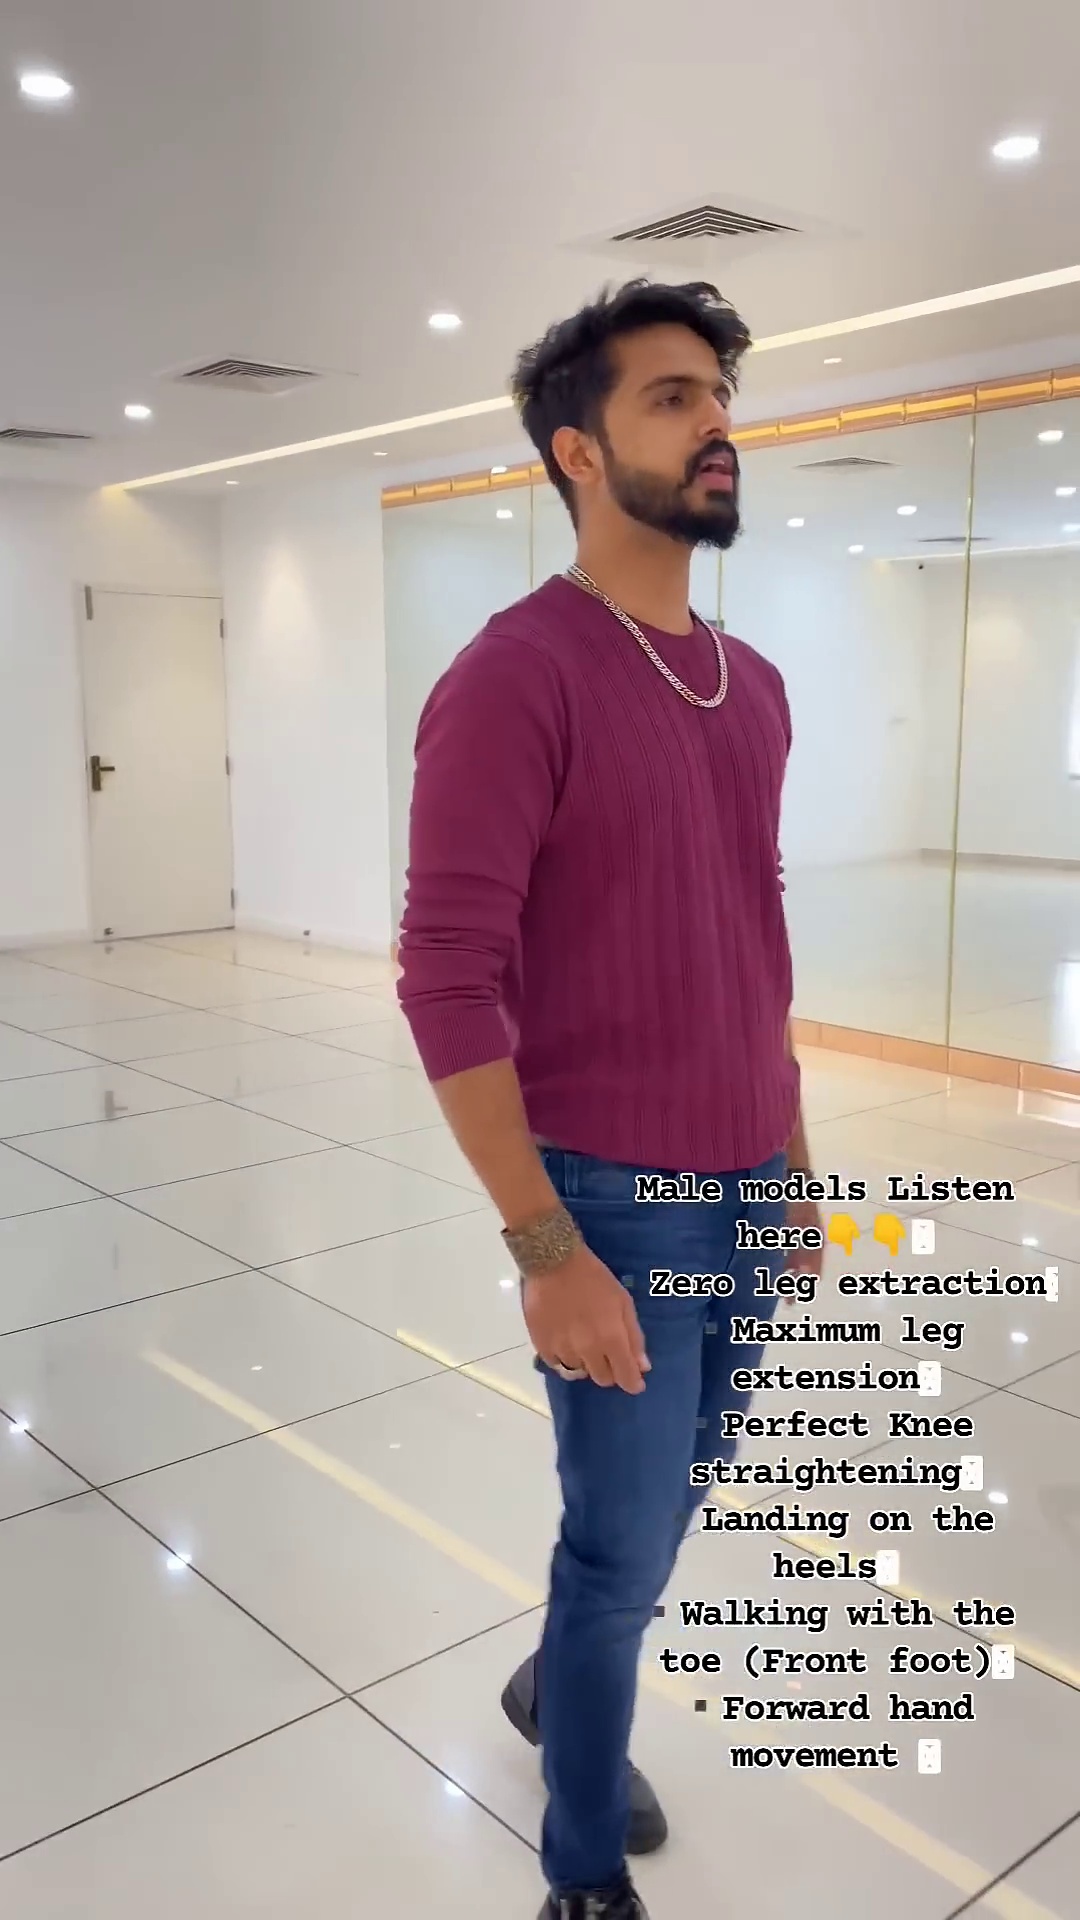 Male models Listen
here👇👇
▪ Zero leg extraction
▪ Maximum leg
extension
▪ Perfect Knee
straightening
▪ Landing on the
heels
▪ Walking with the
toe (Front foot)
▪ Forward hand
movement